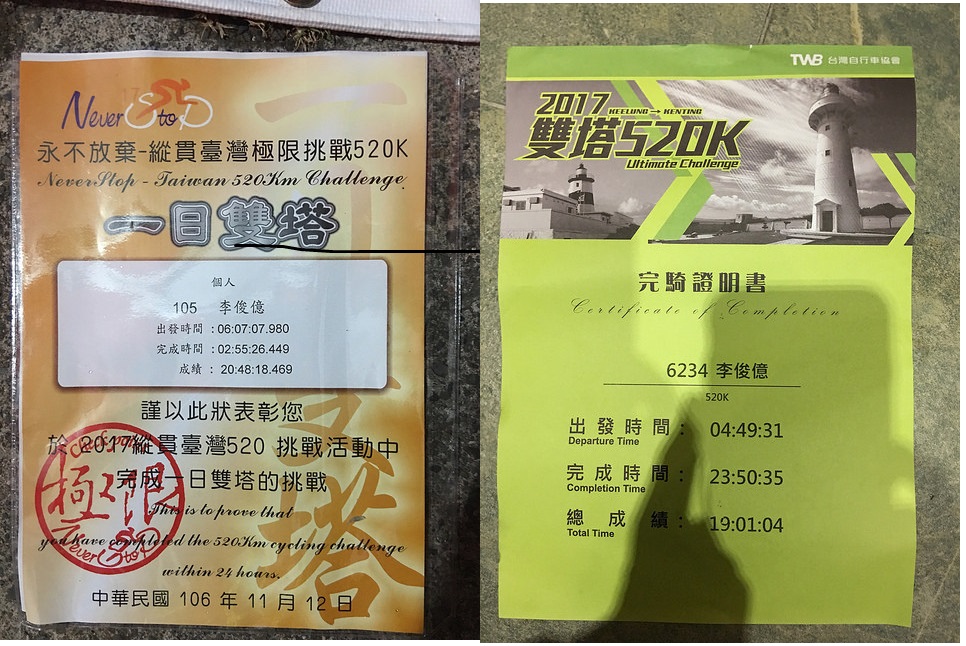 Never Stop
永不放棄-縱貫臺灣極限挑戰520K
NeverStop - Taiwan 520Km Challenge
一日雙塔
個人
105 李俊億
出發時間 :06:07:07.980
完成時間 :02:55:26.449
成績 : 20:48:18.469
謹以此狀表彰您
於 2017縱貫臺灣520 挑戰活動中
完成一日雙塔的挑戰
This is to prove that
you have completed the 520Km cycling challenge
within 24 hours.
中華民國 106 年 11 月 12 日
Challenge
極限
Never Stop
TWB 台灣自行車協會
2017 KEELUNG → KENTING
雙塔520K
Ultimate Challenge
完騎證明書
Certificate of Completion
6234 李俊億
520K
出發時間: 04:49:31
Departure Time
完成時間: 23:50:35
Completion Time
總成績: 19:01:04
Total Time